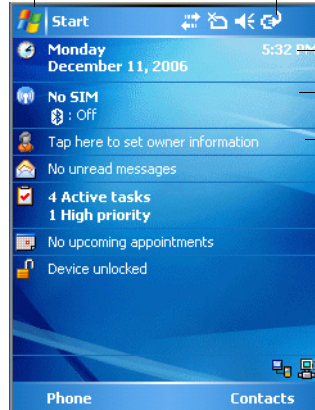 Start
Monday 5:32 PM
December 11, 2006
No SIM
: Off
Tap here to set owner information
No unread messages
4 Active tasks
1 High priority
No upcoming appointments
Device unlocked
Phone Contacts